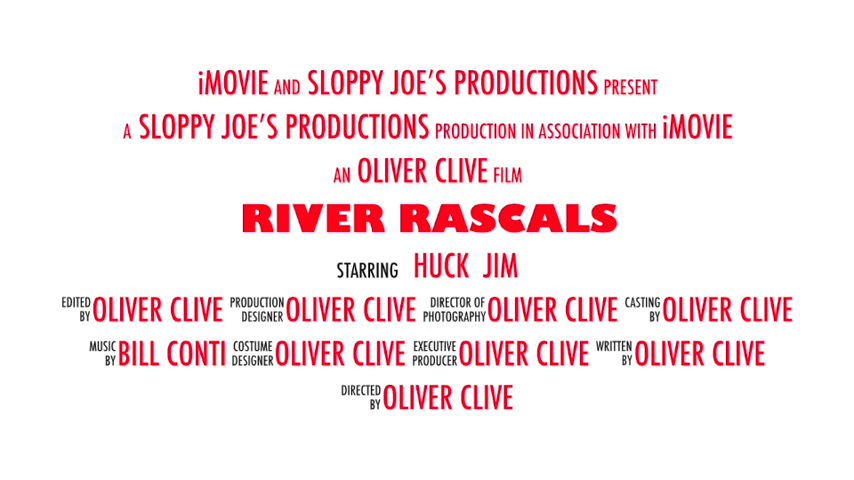 iMOVIE AND SLOPPY JOE'S PRODUCTIONS PRESENT
A SLOPPY JOE'S PRODUCTIONS PRODUCTION IN ASSOCIATION WITH iMOVIE
AN OLIVER CLIVE FILM
RIVER RASCALS
STARRING HUCK JIM
EDITED BY OLIVER CLIVE PRODUCTION DESIGNER OLIVER CLIVE DIRECTOR OF PHOTOGRAPHY OLIVER CLIVE CASTING BY OLIVER CLIVE
MUSIC BY BILL CONTI COSTUME DESIGNER OLIVER CLIVE EXECUTIVE PRODUCER OLIVER CLIVE WRITTEN BY OLIVER CLIVE
DIRECTED BY OLIVER CLIVE